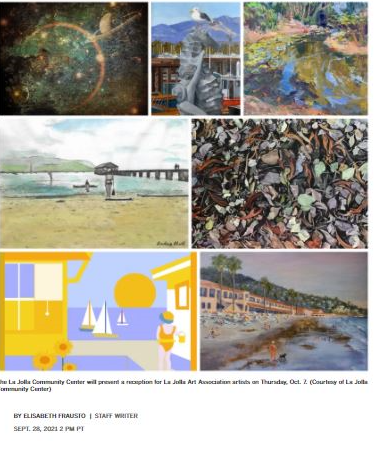 he La Jolla Community Center will present a reception for La Jolla Art Association artists on Thursday, Oct. 7. (Courtesy of La Jolla
ommunity Center)
BY ELISABETH FRAUSTO | STAFF WRITER
SEPT. 28, 2021 2 PM PT